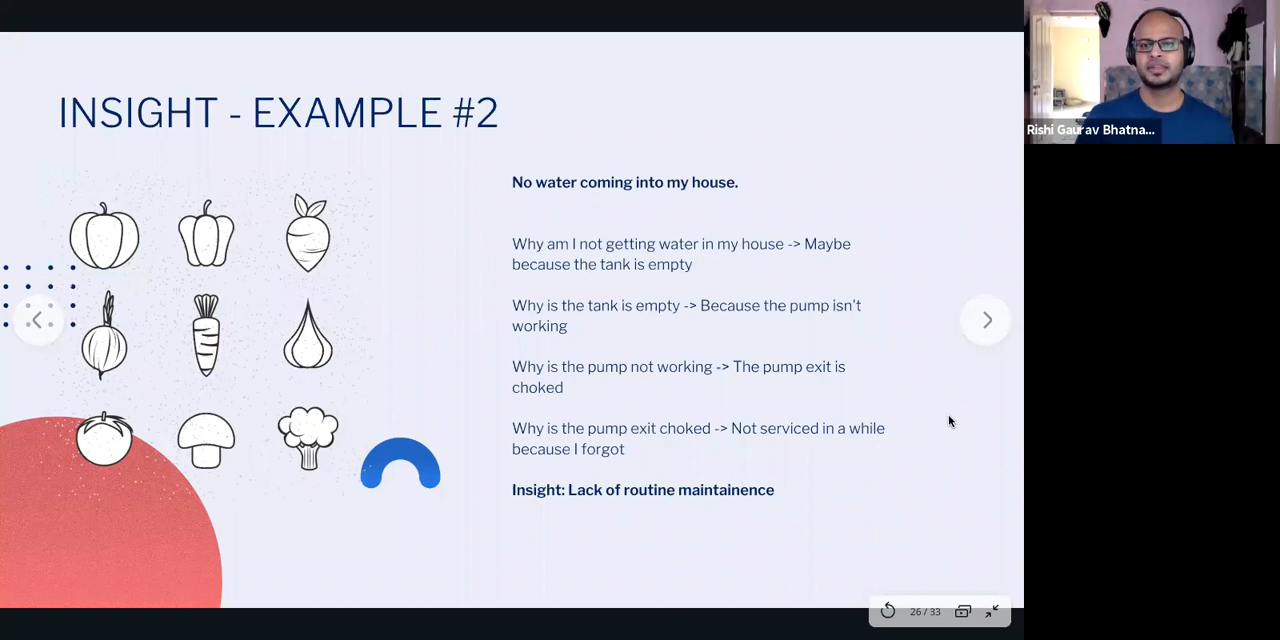 INSIGHT - EXAMPLE #2
No water coming into my house.
Why am I not getting water in my house -> Maybe
because the tank is empty
Why is the tank is empty -> Because the pump isn't
working
Why is the pump not working -> The pump exit is
choked
Why is the pump exit choked -> Not serviced in a while
because I forgot
Insight: Lack of routine maintainence
Rishi Gaurav Bhatna...
26 / 33